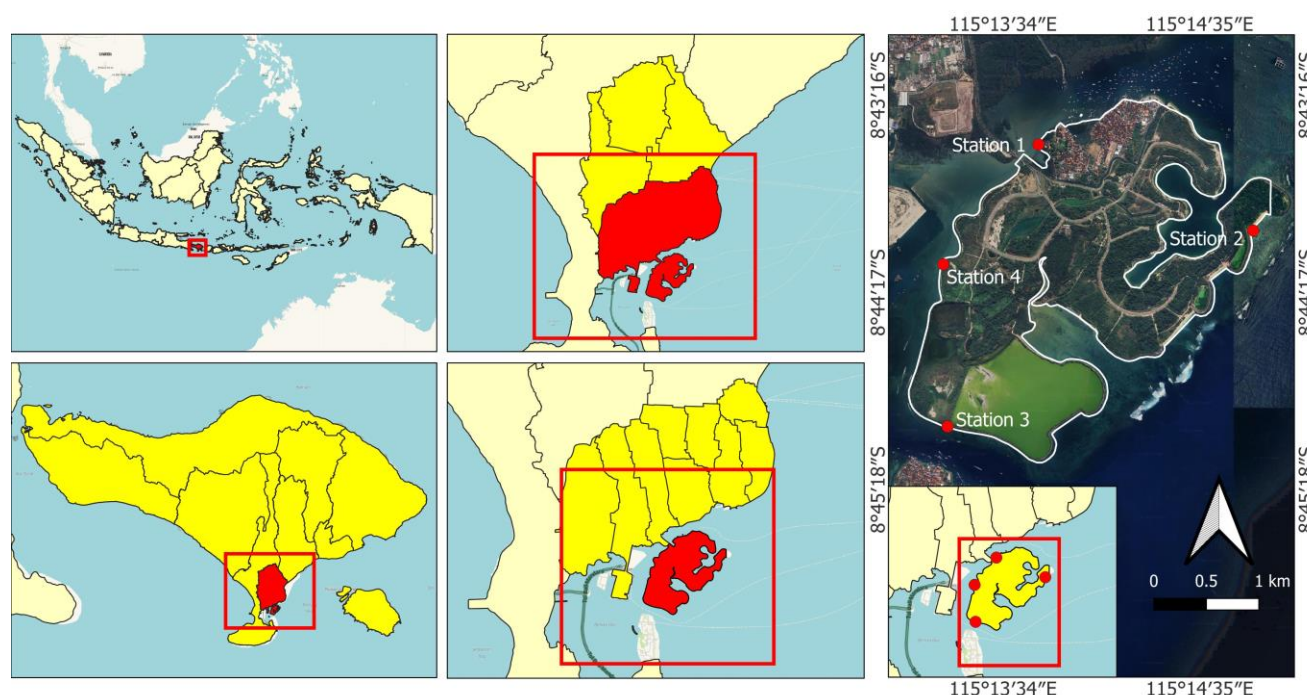 115°13′34″E
115°14′35″E
8°43′16″S
8°43′16″S
Station 1
Station 2
8°44′17″S
Station 4
8°44′17″S
Station 3
8°45′18″S
8°45′18″S
0 0.5 1 km
115°13′34″E
115°14′35″E